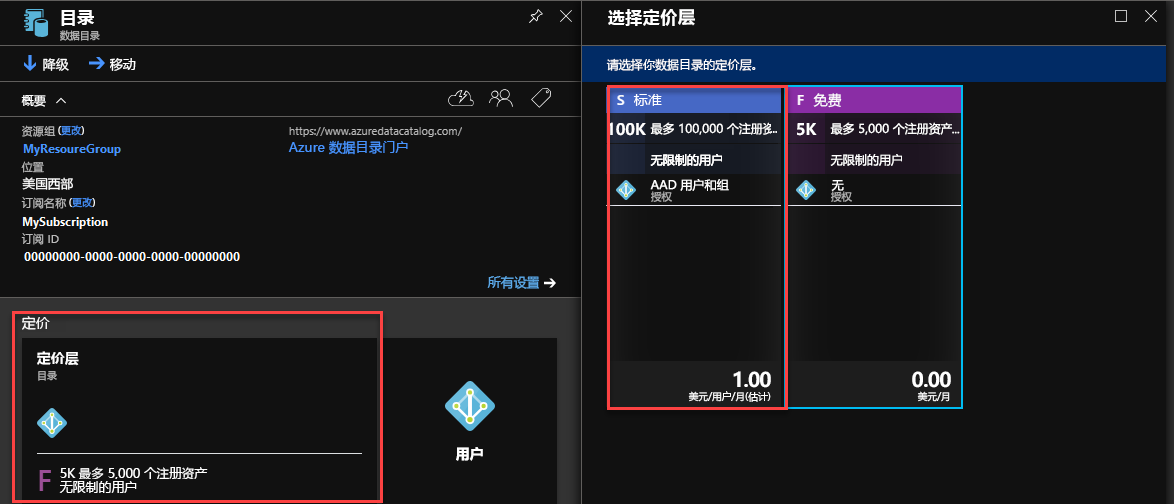 目录
数据目录
降级
移动
概要
资源组 (更改)
MyResoureGroup
位置
美国西部
订阅名称 (更改)
MySubscription
订阅 ID
00000000-0000-0000-0000-00000000
https://www.azuredatacatalog.com/
Azure 数据目录门户
所有设置
定价
定价层
目录
F
5K 最多 5,000 个注册资产
无限制的用户
用户
选择定价层
请选择你数据目录的定价层。
S 标准
100K 最多 100,000 个注册资..
无限制的用户
AAD 用户和组
授权
1.00
美元/用户/月(估计)
F 免费
5K 最多 5,000 个注册资产...
无限制的用户
无
授权
0.00
美元/月